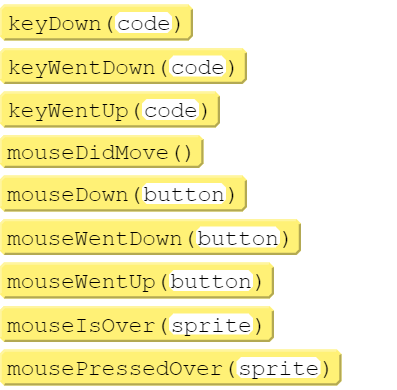 keyDown(code)
keyWentDown(code)
keyWentUp(code)
mouseDidMove()
mouseDown(button)
mouseWentDown(button)
mouseWentUp(button)
mouseIsOver(sprite)
mousePressedOver(sprite)